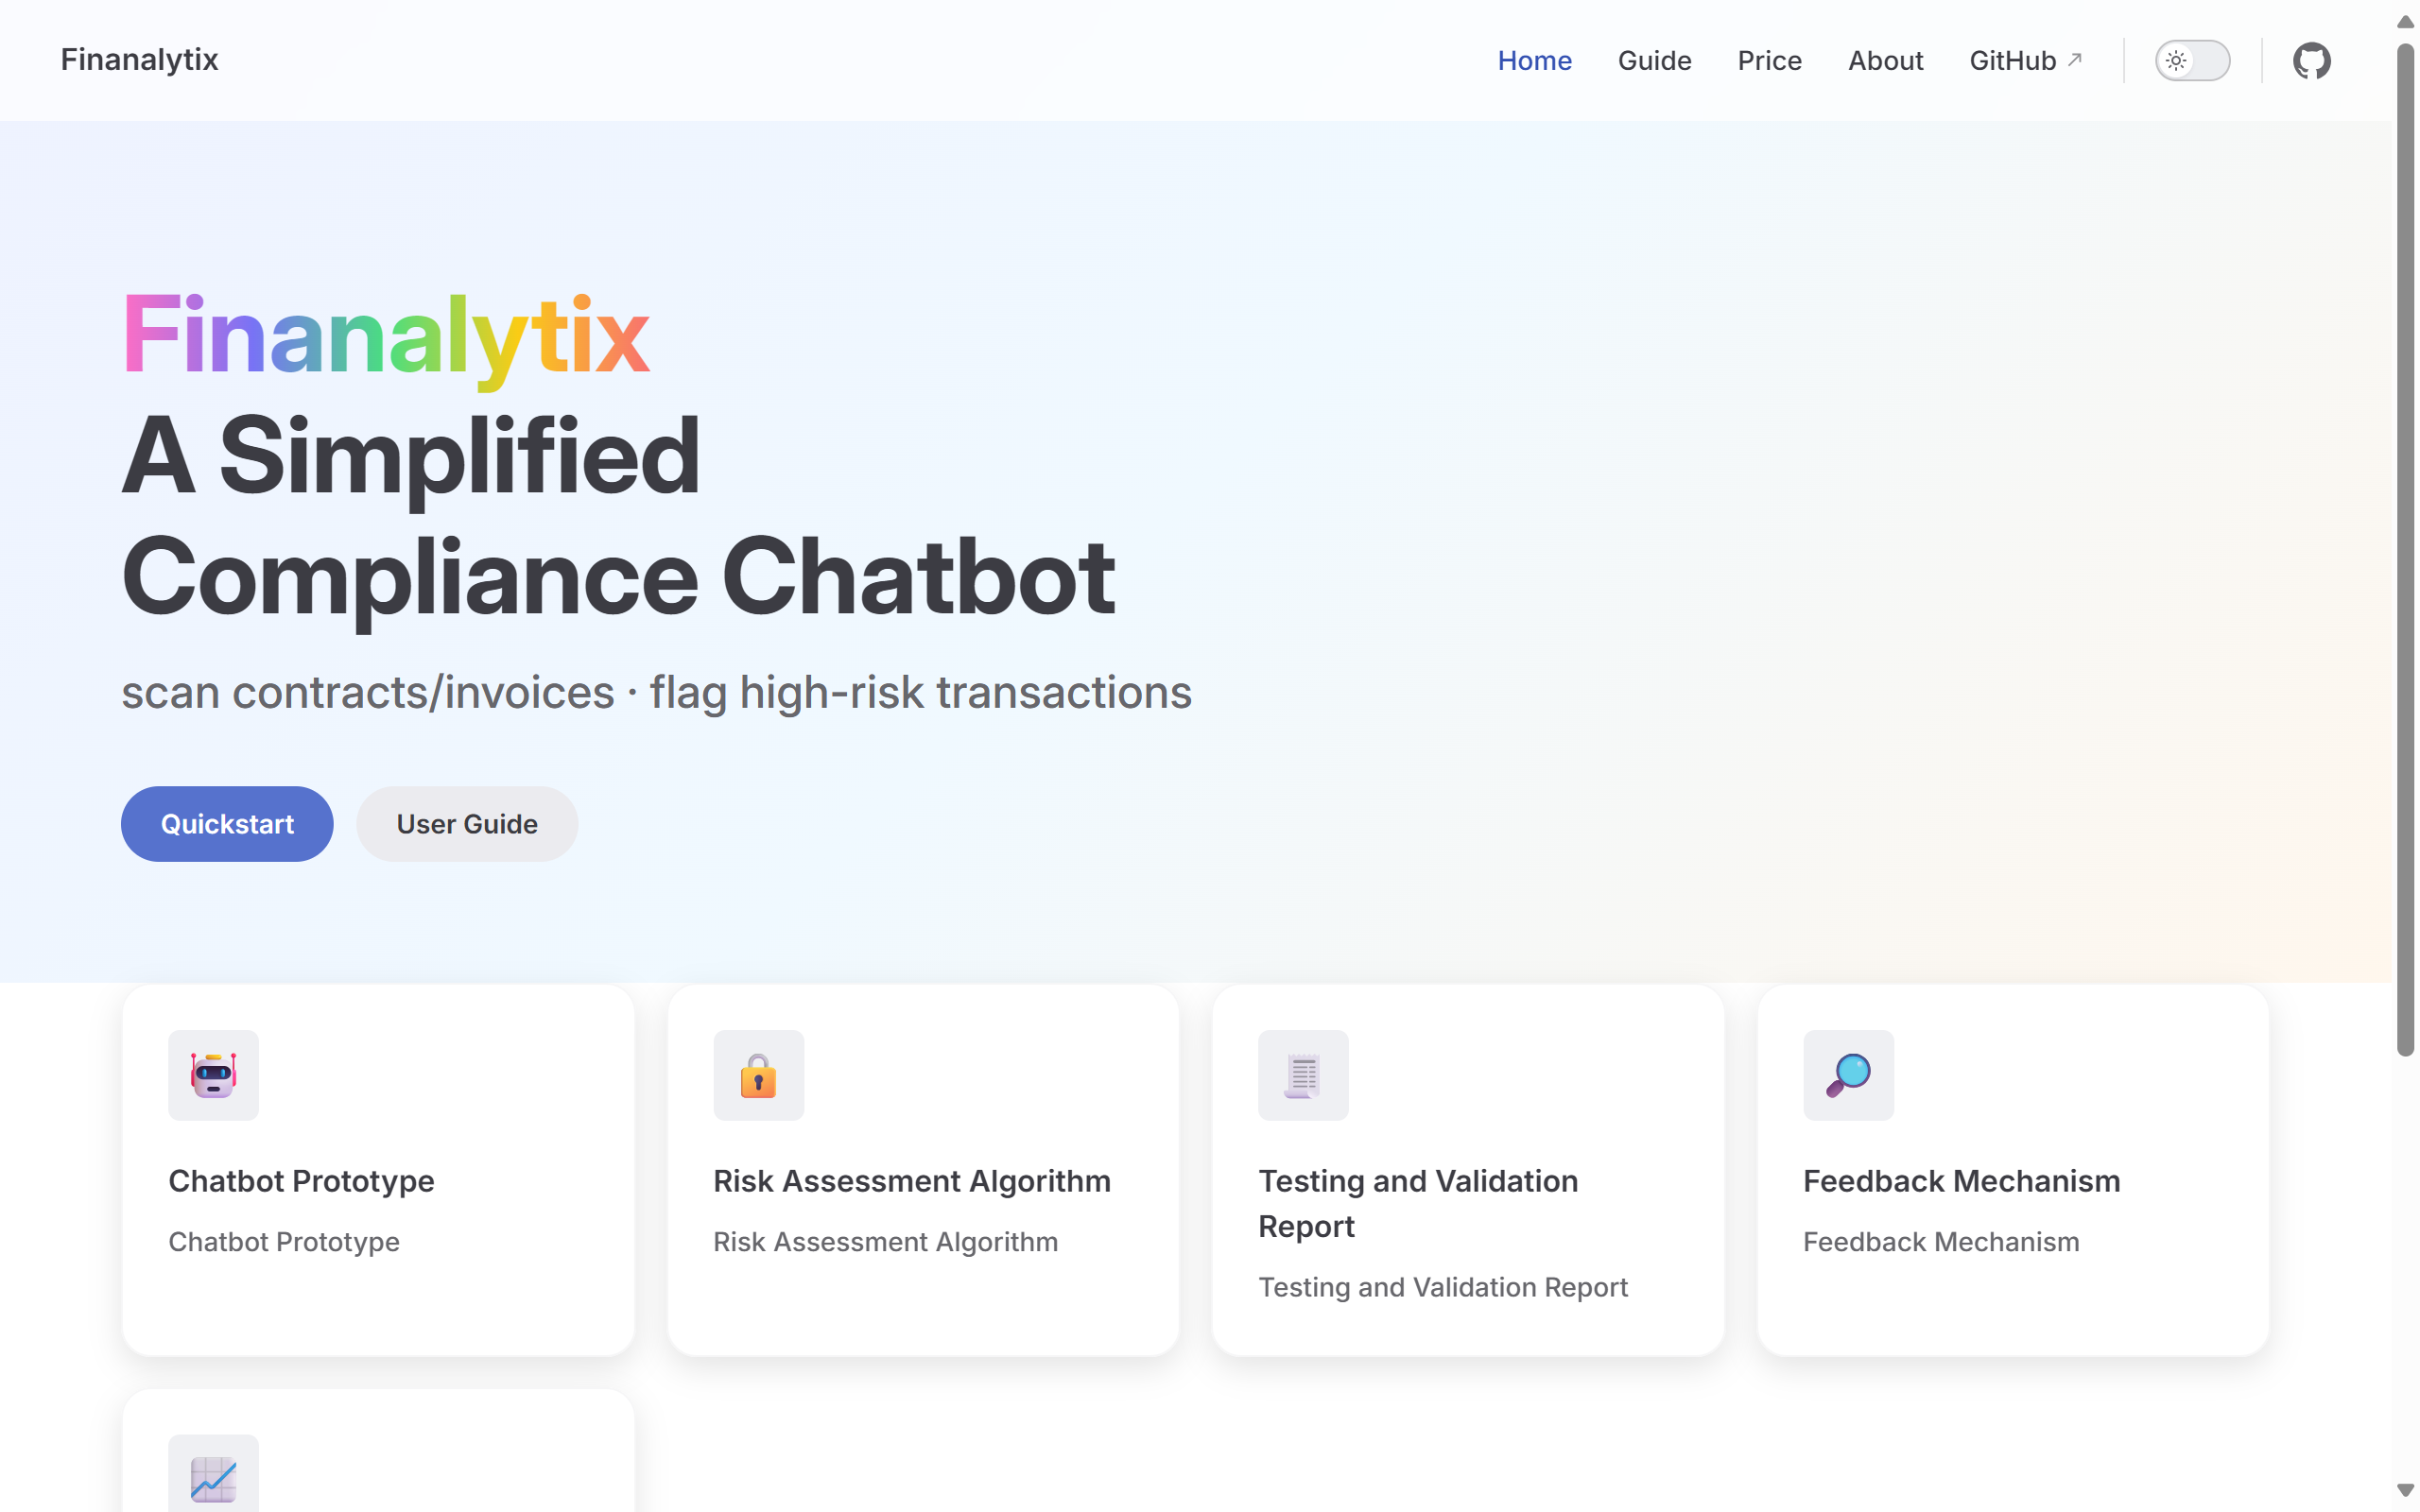 Finanalytix
Home
Guide
Price
About
GitHub
Finanalytix
A Simplified
Compliance Chatbot
scan contracts/invoices · flag high-risk transactions
Quickstart
User Guide
Chatbot Prototype
Chatbot Prototype
Risk Assessment Algorithm
Risk Assessment Algorithm
Testing and Validation
Report
Testing and Validation Report
Feedback Mechanism
Feedback Mechanism